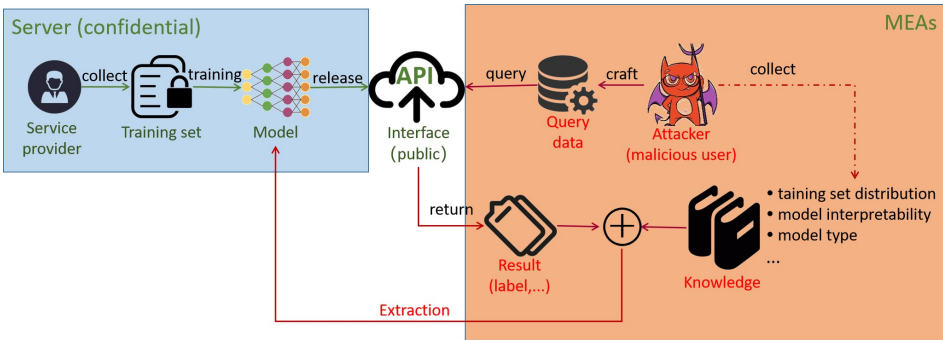 Server (confidential)
MEAs
collect
training
release
API
query
craft
collect
Service
provider
Training set
Model
Interface
(public)
Query
data
Attacker
(malicious user)
return
• taining set distribution
• model interpretability
• model type
...
Result
(label,...)
Knowledge
Extraction